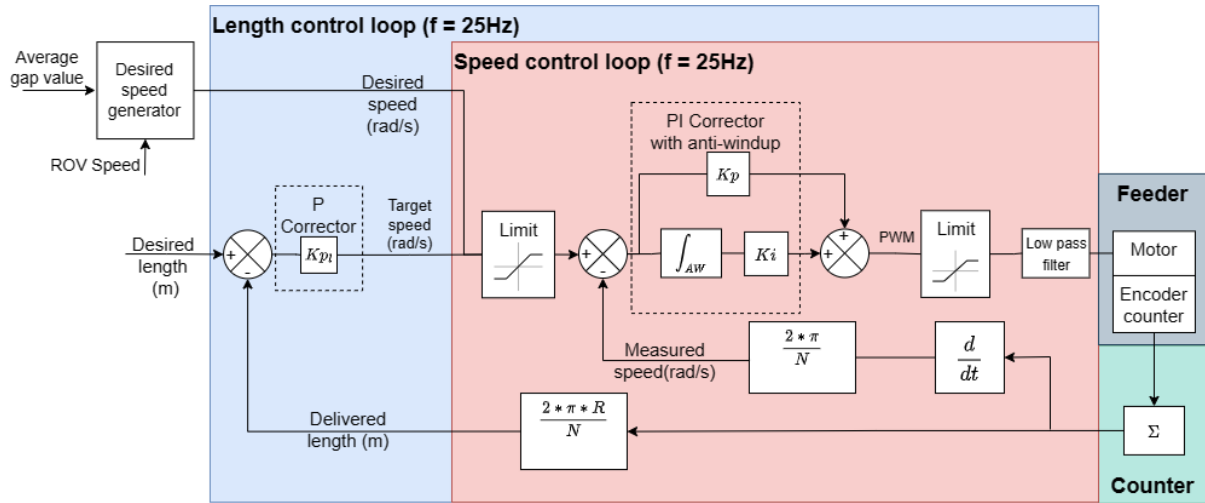 Length control loop (f = 25Hz)
Speed control loop (f = 25Hz)
Average
gap value
Desired
speed
generator
ROV Speed
Desired
speed
(rad/s)
PI Corrector
with anti-windup
Kp
P
Corrector
Kp_l
Target
speed
(rad/s)
Desired
length
(m)
+
-
Limit
+
-
∫_AW
Ki
+
+
PWM
Limit
Low pass
filter
Feeder
Motor
Encoder
counter
Measured
speed(rad/s)
2 * π
N
d
dt
Delivered
length (m)
2 * π * R
N
Σ
Counter